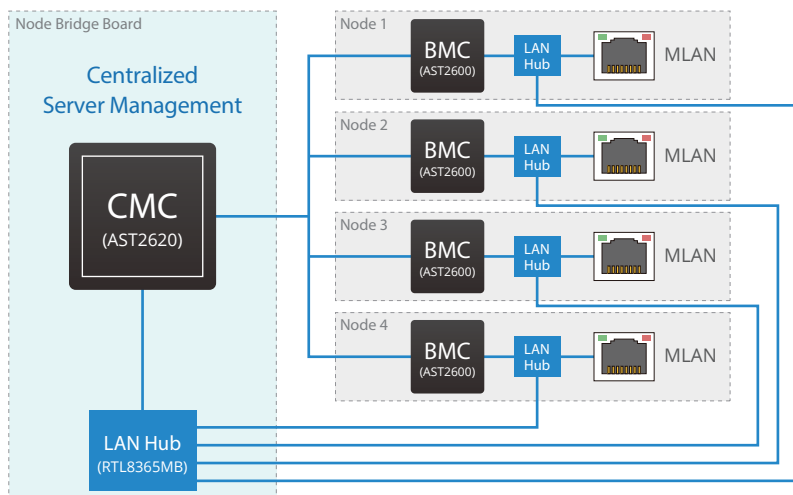 Node Bridge Board
Centralized
Server Management
CMC
(AST2620)
LAN Hub
(RTL8365MB)
Node 1
BMC
(AST2600)
LAN
Hub
MLAN
Node 2
BMC
(AST2600)
LAN
Hub
MLAN
Node 3
BMC
(AST2600)
LAN
Hub
MLAN
Node 4
BMC
(AST2600)
LAN
Hub
MLAN